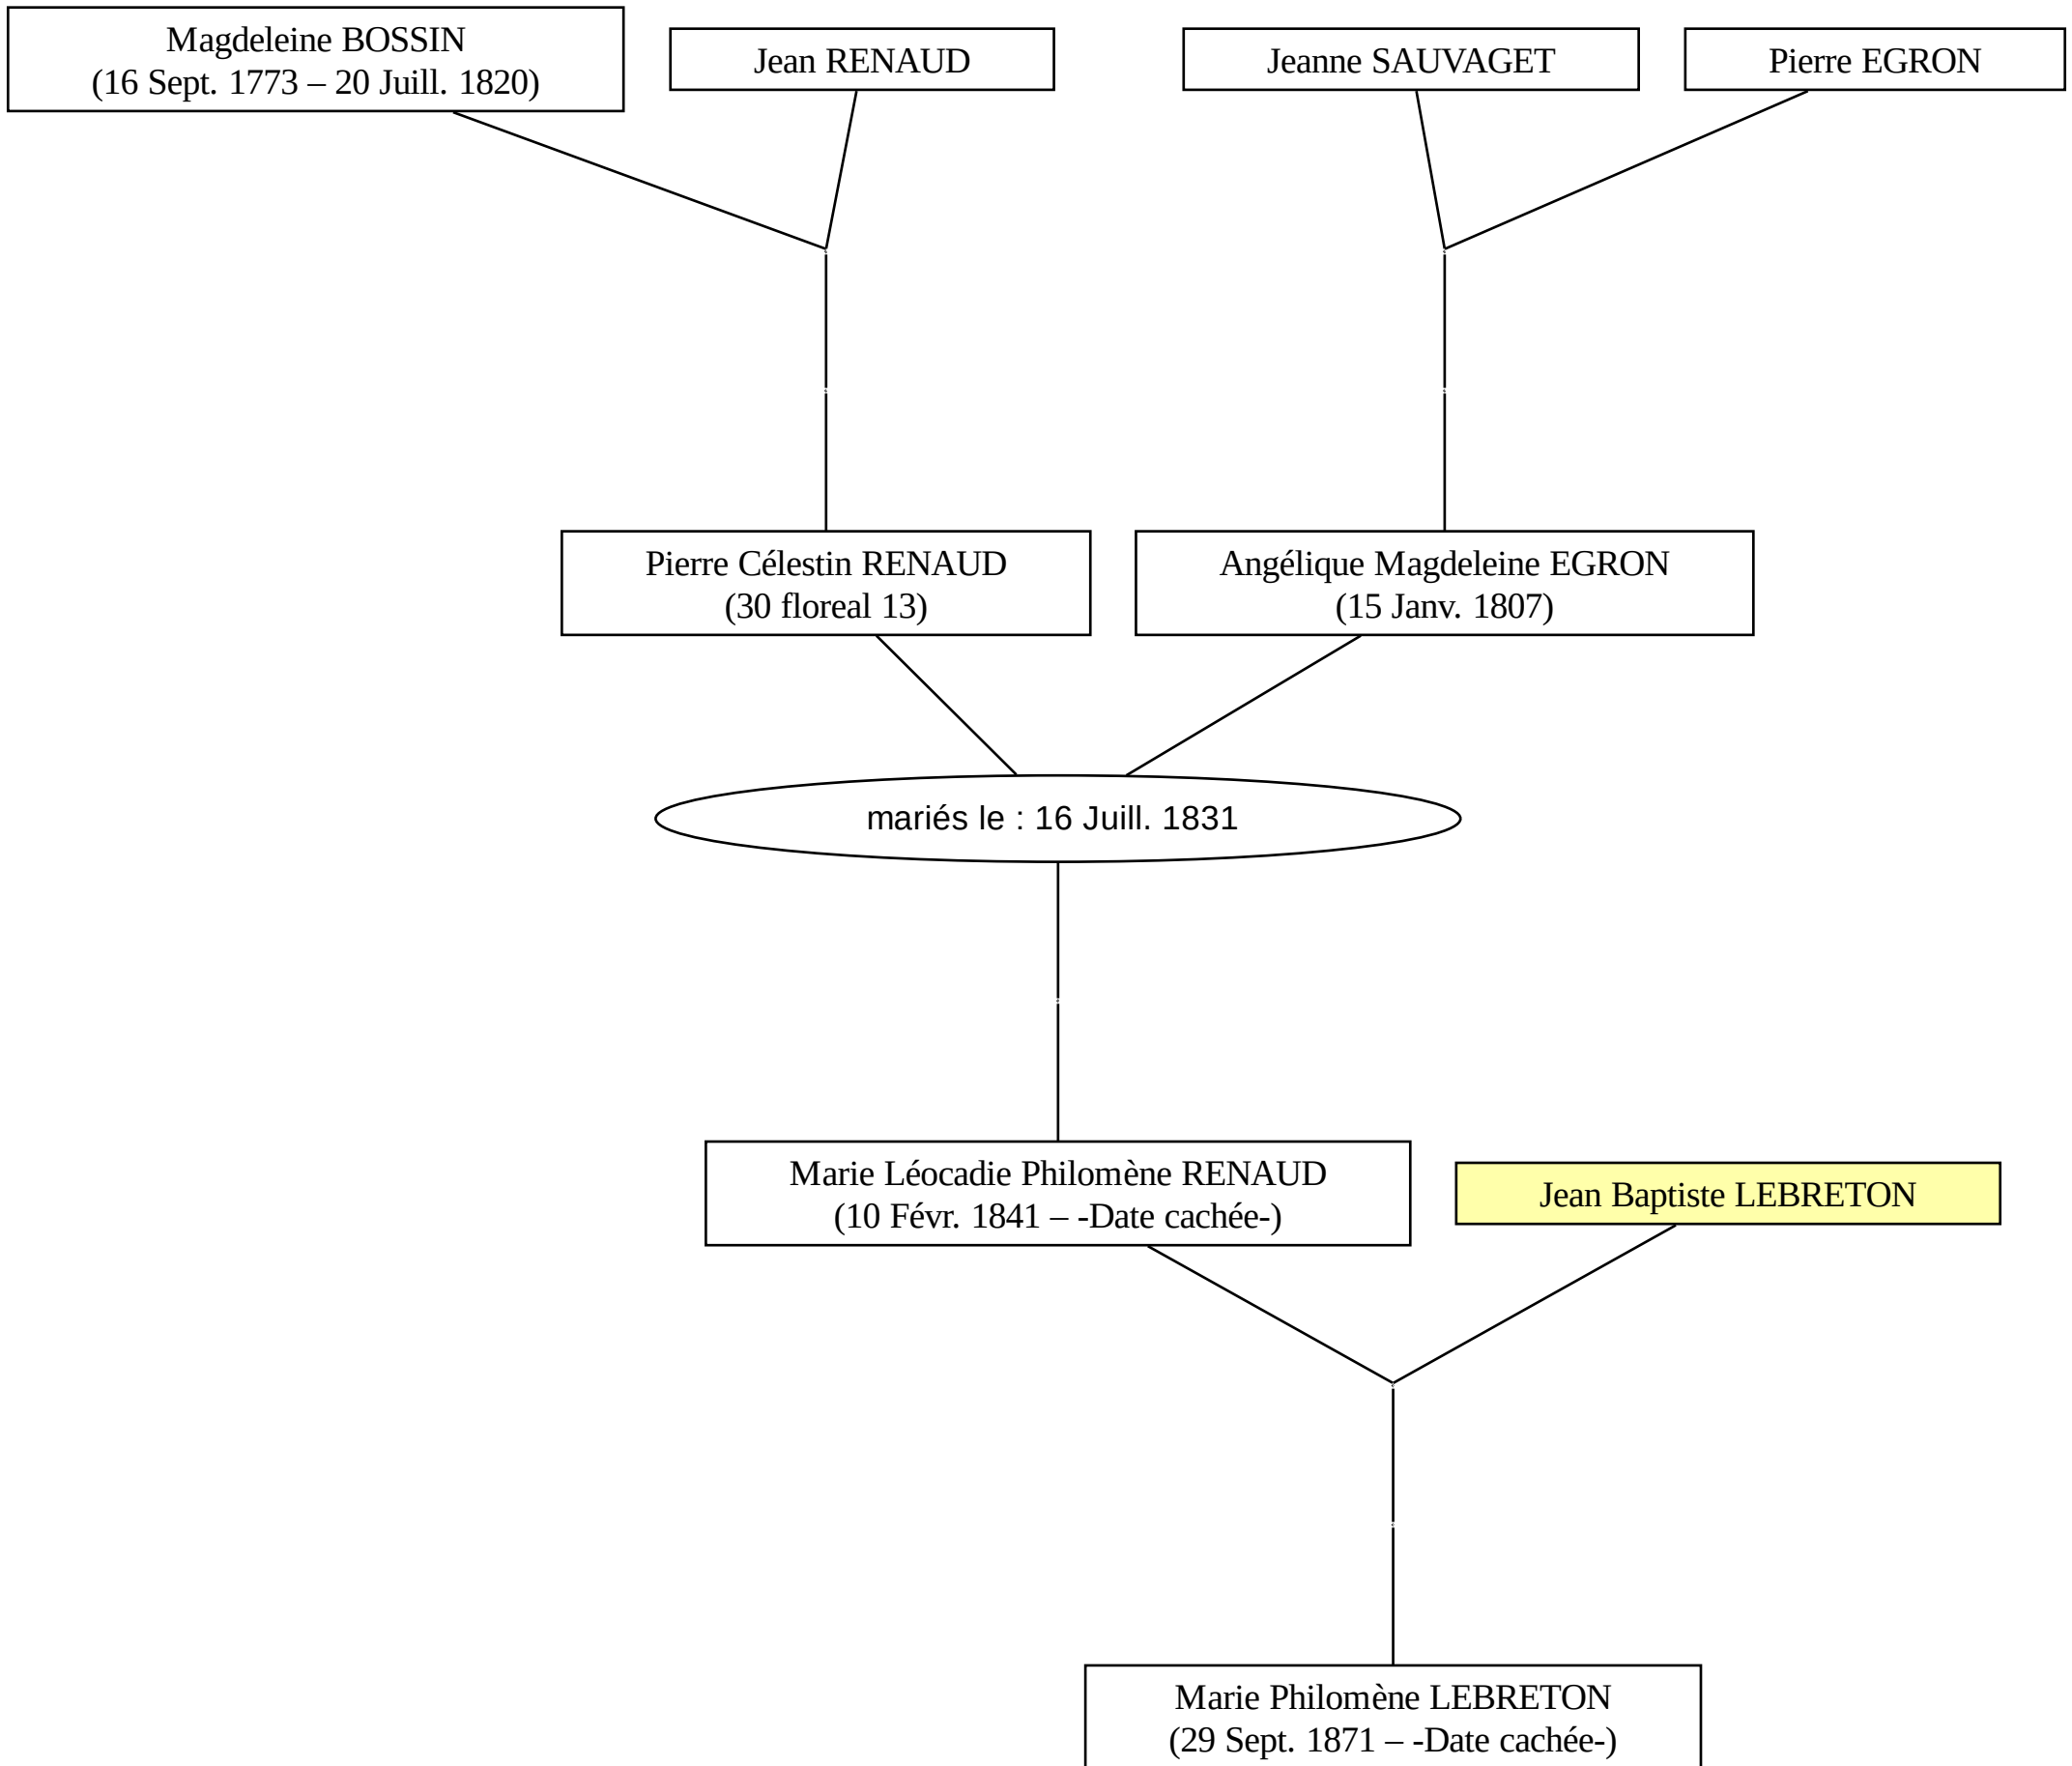 Magdeleine BOSSIN
(16 Sept. 1773 – 20 Juill. 1820)
Jean RENAUD
Jeanne SAUVAGET
Pierre EGRON
Pierre Célestin RENAUD
(30 floreal 13)
Angélique Magdeleine EGRON
(15 Janv. 1807)
mariés le : 16 Juill. 1831
Marie Léocadie Philomène RENAUD
(10 Févr. 1841 – -Date cachée-)
Jean Baptiste LEBRETON
Marie Philomène LEBRETON
(29 Sept. 1871 – -Date cachée-)